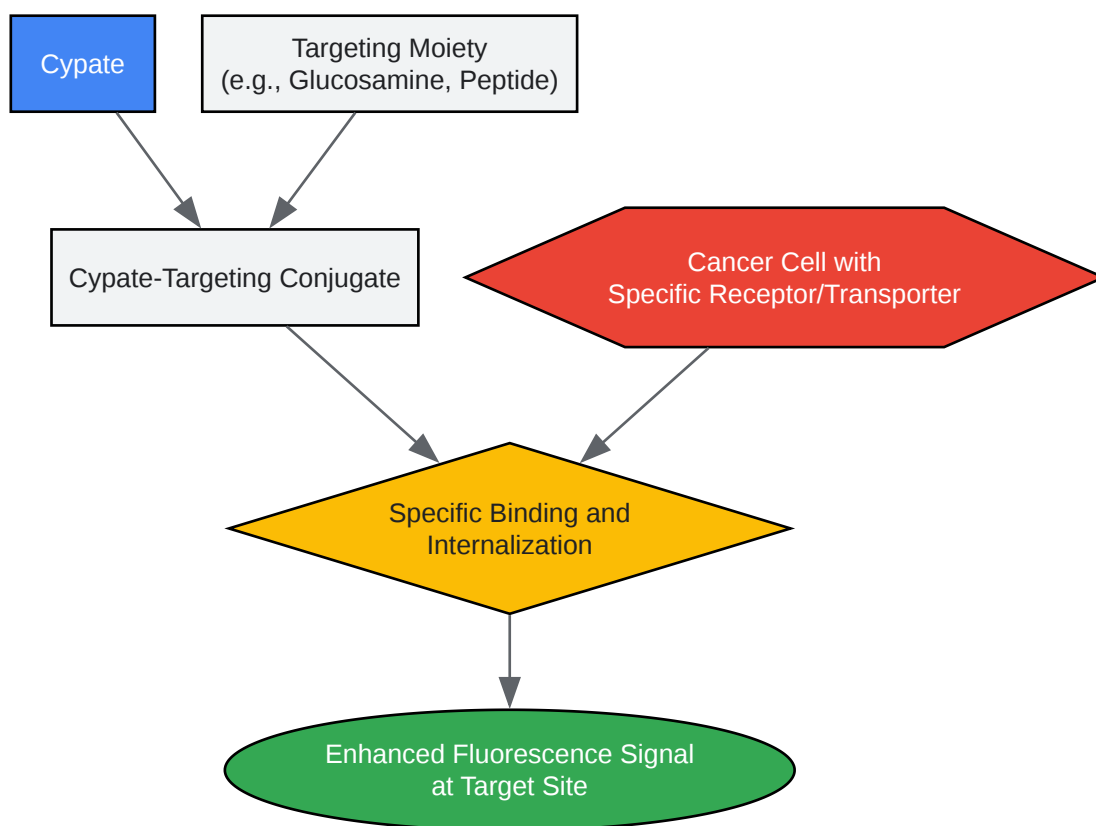 Cypate
Targeting Moiety
(e.g., Glucosamine, Peptide)
Cypate-Targeting Conjugate
Cancer Cell with
Specific Receptor/Transporter
Specific Binding and
Internalization
Enhanced Fluorescence Signal
at Target Site